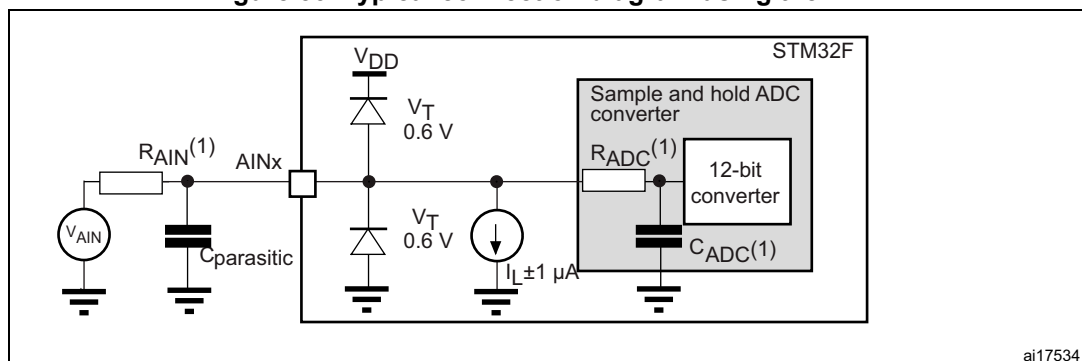 STM32F
VDD
Sample and hold ADC
converter
VT
0.6 V
RAIN(1)
AINx
RADC(1)
12-bit
converter
VAIN
Cparasitic
VT
0.6 V
IL±1 µA
CADC(1)
ai17534